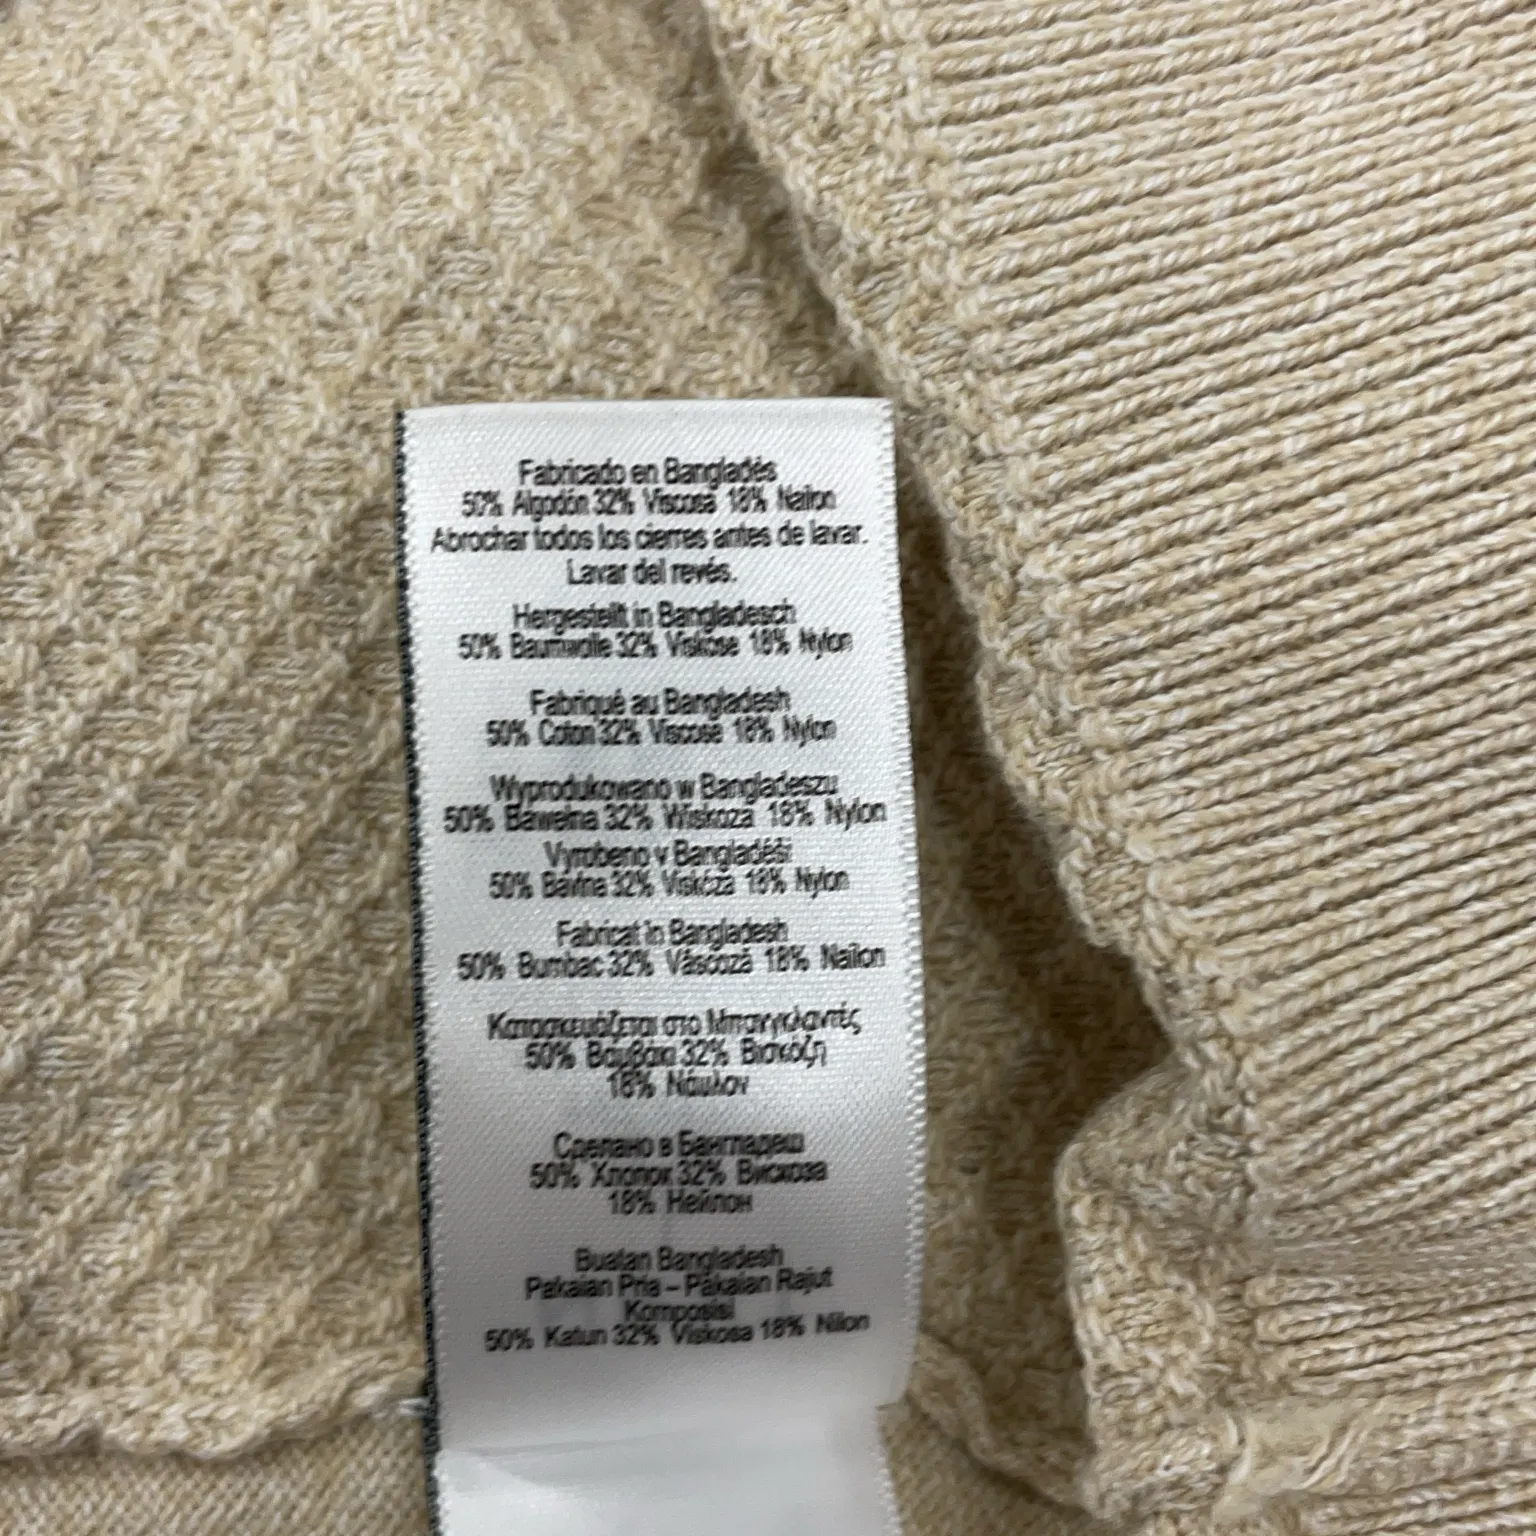 Fabricado en Bangladés
50% Algodón 32% Viscosa 18% Nailon
Abrochar todos los cierres antes de lavar.
Lavar del revés.
Hergestellt in Bangladesch
50% Baumwolle 32% Viskose 18% Nylon
Fabriqué au Bangladesh
50% Coton 32% Viscose 18% Nylon
Wyprodukowano w Bangladeszu
50% Bawełna 32% Wiskoza 18% Nylon
Vyrobeno v Bangladéši
50% Bavlna 32% Viskóza 18% Nylon
Fabricat în Bangladesh
50% Bumbac 32% Vâscoză 18% Nailon
Κατασκευάζεται στο Μπανγκλαντές
50% Βαμβάκι 32% Βισκόζη
18% Νάυλον
Сделано в Бангладеш
50% Хлопок 32% Вискоза
18% Нейлон
Buatan Bangladesh
Pakaian Pria – Pakaian Rajut
Komposisi
50% Katun 32% Viskosa 18% Nilon